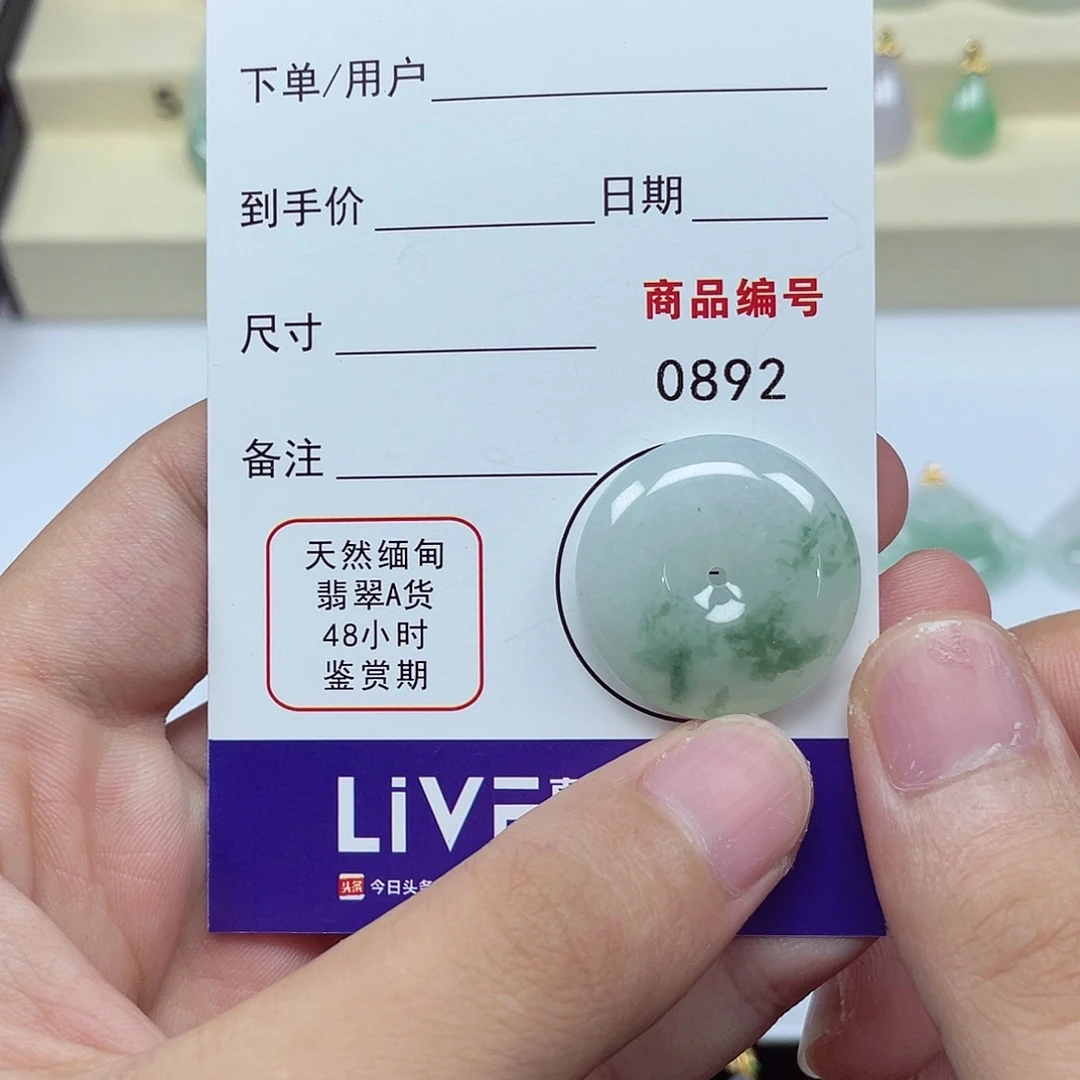 下单/用户
到手价 日期
商品编号
尺寸
0892
备注
天然缅甸
翡翠A货
48小时
鉴赏期
LiVE
头条 今日头条